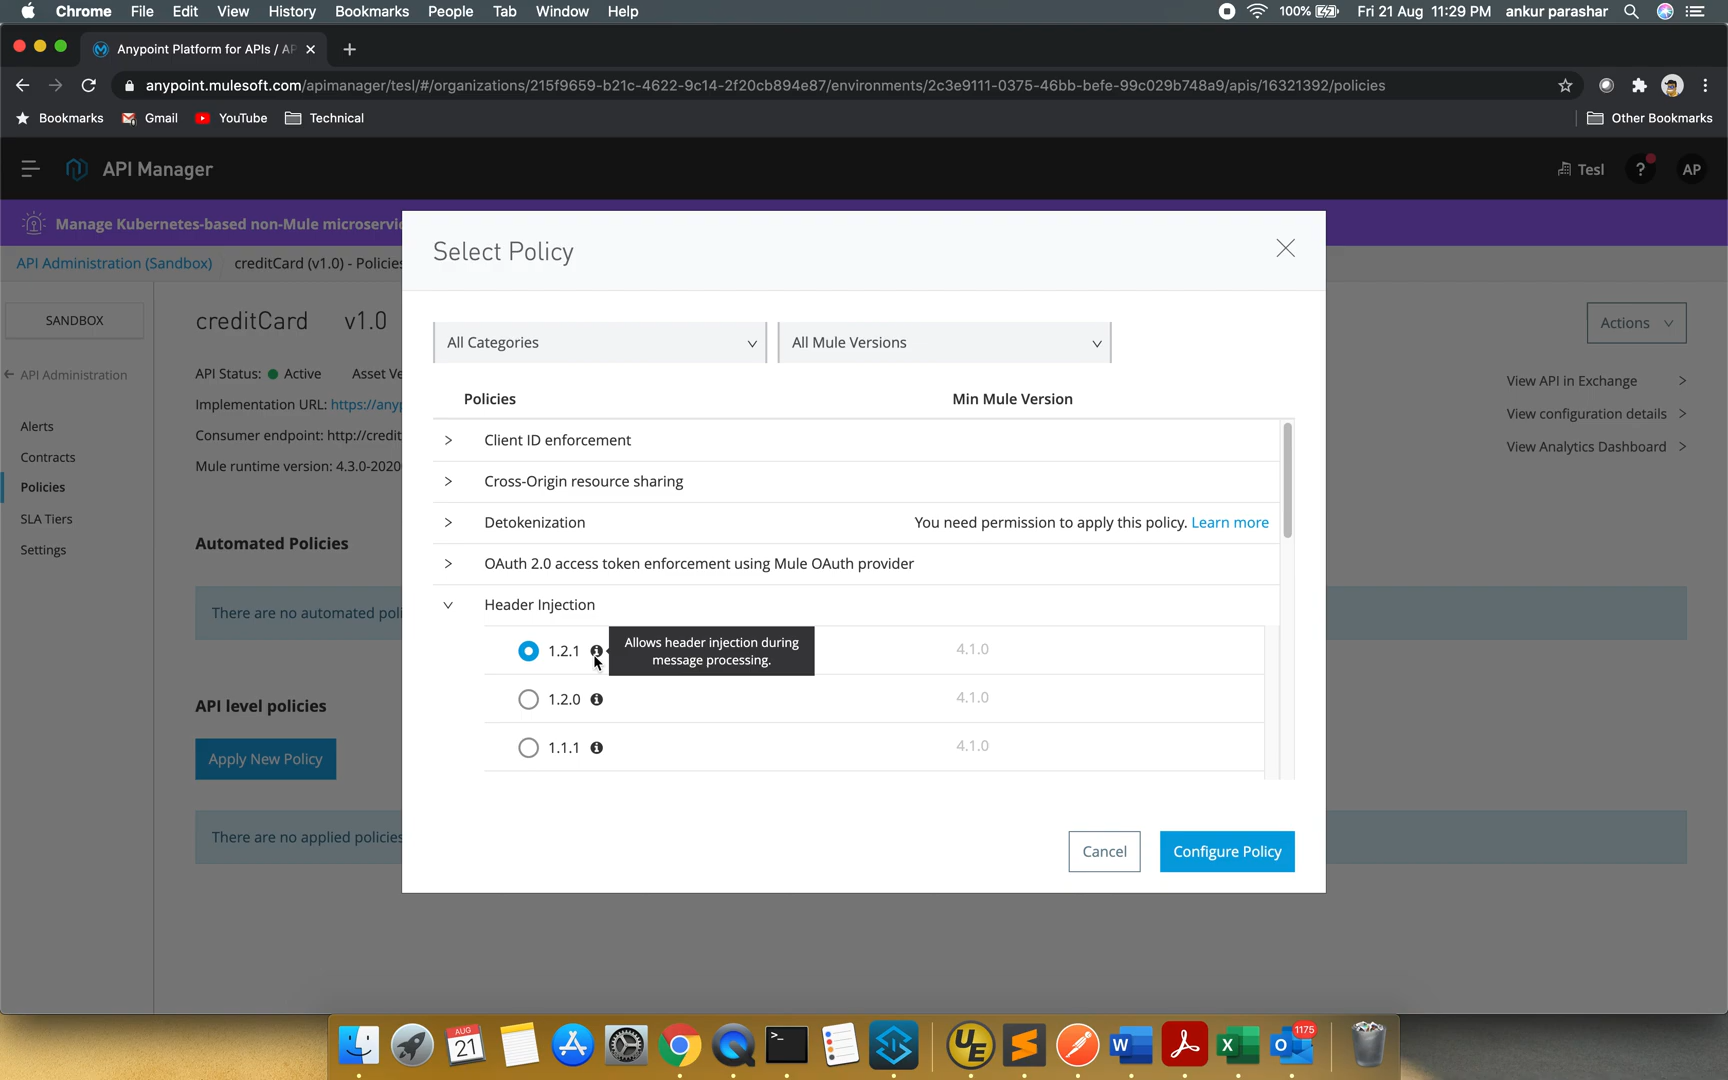 Chrome File Edit View History Bookmarks People Tab Window Help 100% Fri 21 Aug 11:29 PM ankur parashar
Anypoint Platform for APIs / AP
anypoint.mulesoft.com/apimanager/tesl/#/organizations/215f9659-b21c-4622-9c14-2f20cb894e87/environments/2c3e9111-0375-46bb-befe-99c029b748a9/apis/16321392/policies
Bookmarks Gmail YouTube Technical Other Bookmarks
API Manager Tesl ? AP
Manage Kubernetes-based non-Mule microservic
API Administration (Sandbox) creditCard (v1.0) - Policies
SANDBOX
API Administration
Alerts
Contracts
Policies
SLA Tiers
Settings
creditCard v1.0
Actions
API Status: Active Asset Ve
Implementation URL: https://anyp
Consumer endpoint: http://credit
Mule runtime version: 4.3.0-2020
View API in Exchange >
View configuration details >
View Analytics Dashboard >
Automated Policies
There are no automated poli
API level policies
Apply New Policy
There are no applied policies
Select Policy
All Categories All Mule Versions
Policies Min Mule Version
Client ID enforcement
Cross-Origin resource sharing
Detokenization You need permission to apply this policy. Learn more
OAuth 2.0 access token enforcement using Mule OAuth provider
Header Injection
1.2.1 4.1.0
Allows header injection during
message processing.
1.2.0 4.1.0
1.1.1 4.1.0
Cancel Configure Policy
AUG
21
>_
UE
W
X
O
1175